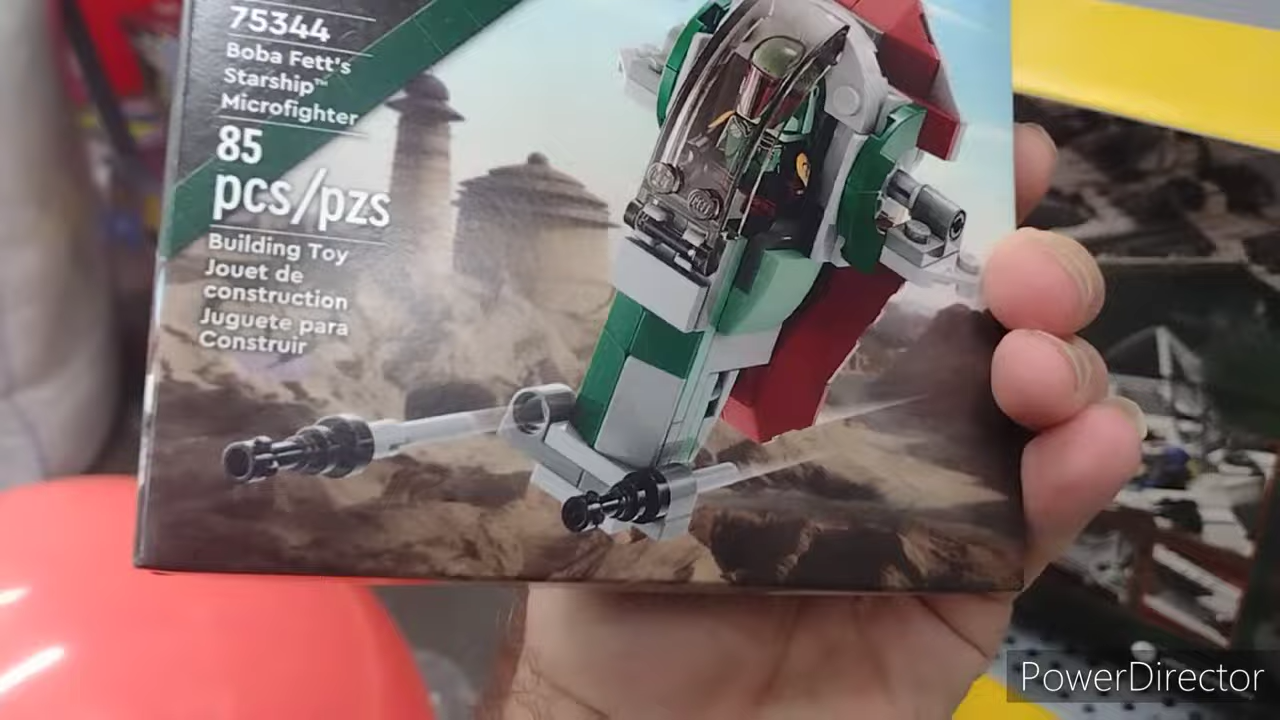 75344
Boba Fett's
Starship™
Microfighter
85
pcs/pzs
Building Toy
Jouet de
construction
Juguete para
Construir
PowerDirector